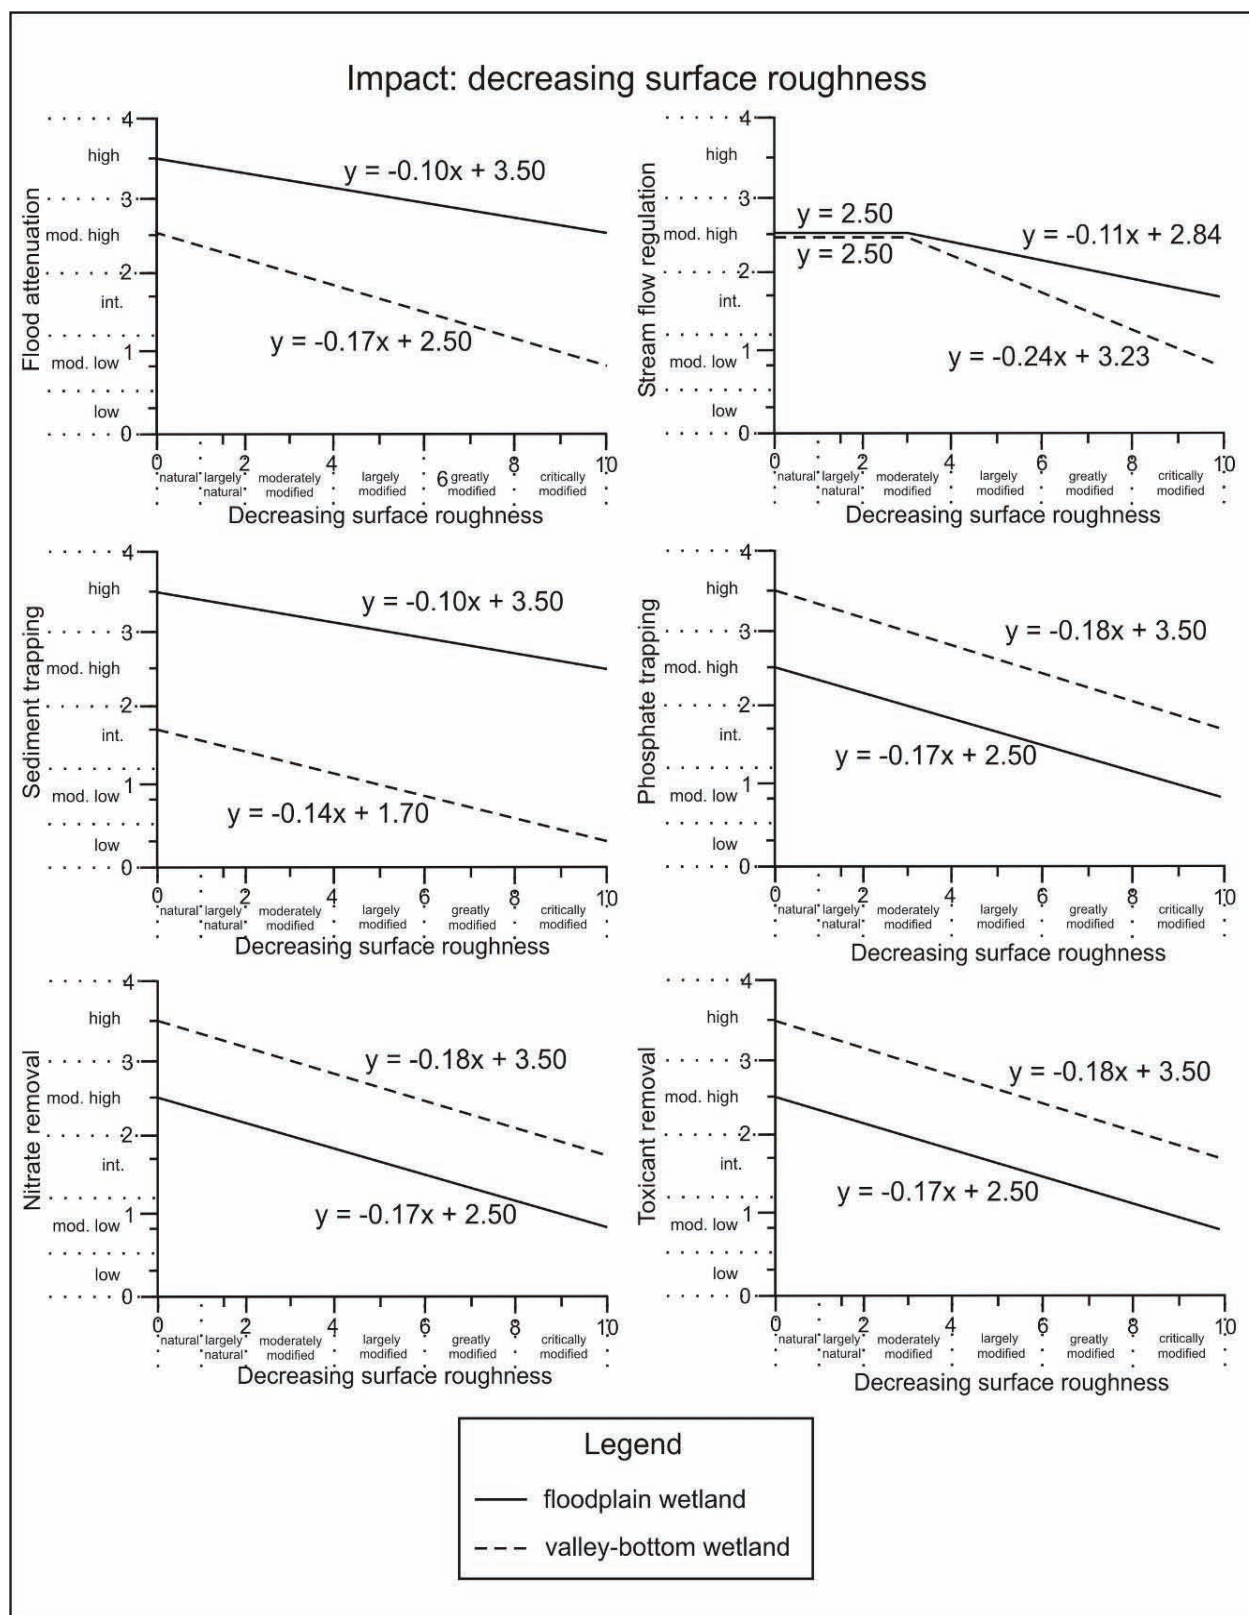 Impact: decreasing surface roughness
Flood attenuation
4
high
3
mod. high
2
int.
1
mod. low
low
0
y = -0.10x + 3.50
y = -0.17x + 2.50
0 2 4 6 8 10
natural largely natural moderately modified largely modified greatly modified critically modified
Decreasing surface roughness
Stream flow regulation
4
high
3
mod. high
2
int.
1
mod. low
low
0
y = 2.50
y = -0.11x + 2.84
y = 2.50
y = -0.24x + 3.23
0 2 4 6 8 10
natural largely natural moderately modified largely modified greatly modified critically modified
Decreasing surface roughness
Sediment trapping
4
high
3
mod. high
2
int.
1
mod. low
low
0
y = -0.10x + 3.50
y = -0.14x + 1.70
0 2 4 6 8 10
natural largely natural moderately modified largely modified greatly modified critically modified
Decreasing surface roughness
Phosphate trapping
4
high
3
mod. high
2
int.
1
mod. low
low
0
y = -0.18x + 3.50
y = -0.17x + 2.50
0 2 4 6 8 10
natural largely natural moderately modified largely modified greatly modified critically modified
Decreasing surface roughness
Nitrate removal
4
high
3
mod. high
2
int.
1
mod. low
low
0
y = -0.18x + 3.50
y = -0.17x + 2.50
0 2 4 6 8 10
natural largely natural moderately modified largely modified greatly modified critically modified
Decreasing surface roughness
Toxicant removal
4
high
3
mod. high
2
int.
1
mod. low
low
0
y = -0.18x + 3.50
y = -0.17x + 2.50
0 2 4 6 8 10
natural largely natural moderately modified largely modified greatly modified critically modified
Decreasing surface roughness
Legend
floodplain wetland
valley-bottom wetland